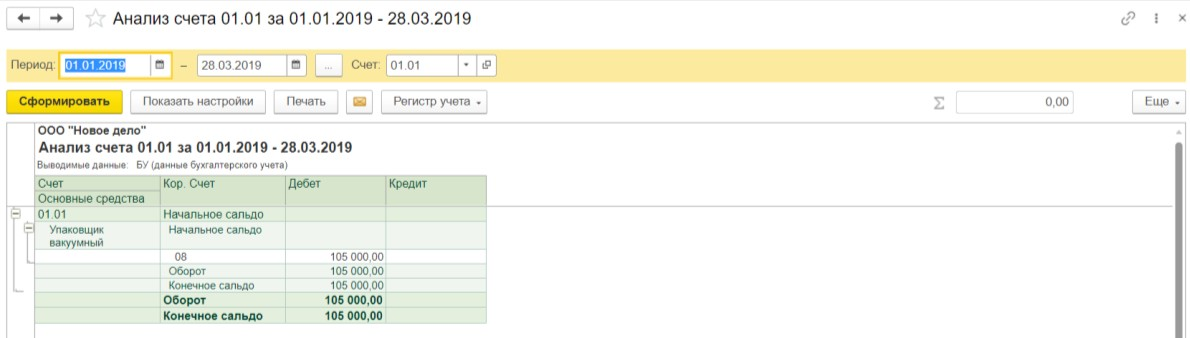 Анализ счета 01.01 за 01.01.2019 - 28.03.2019
Период: 01.01.2019 – 28.03.2019 ... Счет: 01.01
Сформировать Показать настройки Печать Регистр учета Σ 0,00 Еще
ООО "Новое дело"
Анализ счета 01.01 за 01.01.2019 - 28.03.2019
Выводимые данные: БУ (данные бухгалтерского учета)
Счет Кор. Счет Дебет Кредит
Основные средства
01.01 Начальное сальдо
Упаковщик Начальное сальдо
вакуумный
08 105 000,00
Оборот 105 000,00
Конечное сальдо 105 000,00
Оборот 105 000,00
Конечное сальдо 105 000,00